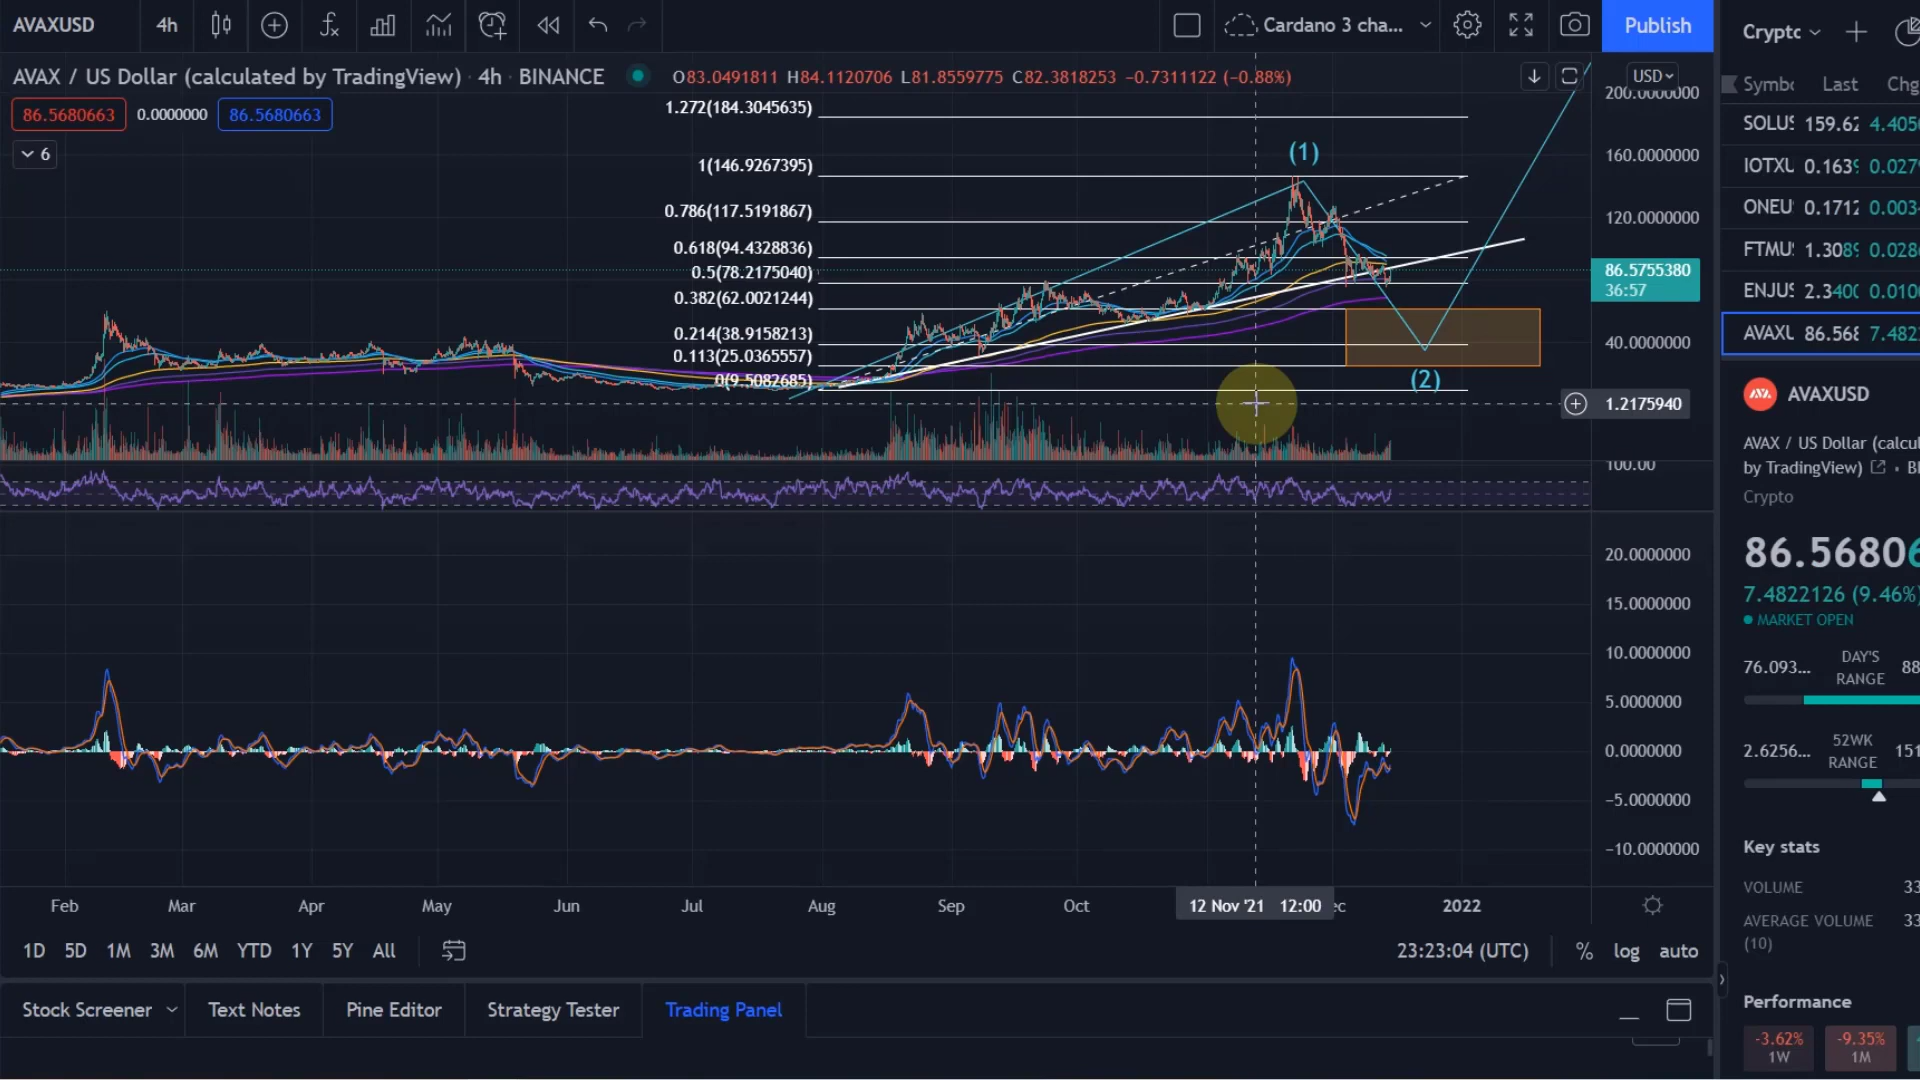 AVAXUSD 4h Cardano 3 cha... Publish
AVAX / US Dollar (calculated by TradingView) · 4h · BINANCE O83.0491811 H84.1120706 L81.8559775 C82.3818253 −0.7311122 (−0.88%)
86.5680663 0.0000000 86.5680663
6
USD
200.0000000
160.0000000
120.0000000
86.5755380
36:57
40.0000000
1.2175940
100.00
20.0000000
15.0000000
10.0000000
5.0000000
0.0000000
−5.0000000
−10.0000000
1.272(184.3045635)
1(146.9267395)
0.786(117.5191867)
0.618(94.4328836)
0.5(78.2175040)
0.382(62.0021244)
0.214(38.9158213)
0.113(25.0365557)
0(9.5082685)
(1)
(2)
Feb Mar Apr May Jun Jul Aug Sep Oct 12 Nov '21 12:00 ec 2022
1D 5D 1M 3M 6M YTD 1Y 5Y All 23:23:04 (UTC) % log auto
Stock Screener Text Notes Pine Editor Strategy Tester Trading Panel
Symbo Last Chg
SOLUS 159.62 4.405
IOTXU 0.1639 0.027
ONEU 0.1712 0.003
FTMU 1.308 0.028
ENJUS 2.3400 0.010
AVAXU 86.568 7.482
AVAXUSD
AVAX / US Dollar (calcul
by TradingView) · BI
Crypto
86.5680
7.4822126 (9.46%)
MARKET OPEN
76.093... DAY'S RANGE 88
2.6256... 52WK RANGE 151
Key stats
VOLUME 33
AVERAGE VOLUME (10) 33
Performance
-3.62% -9.35%
1W 1M